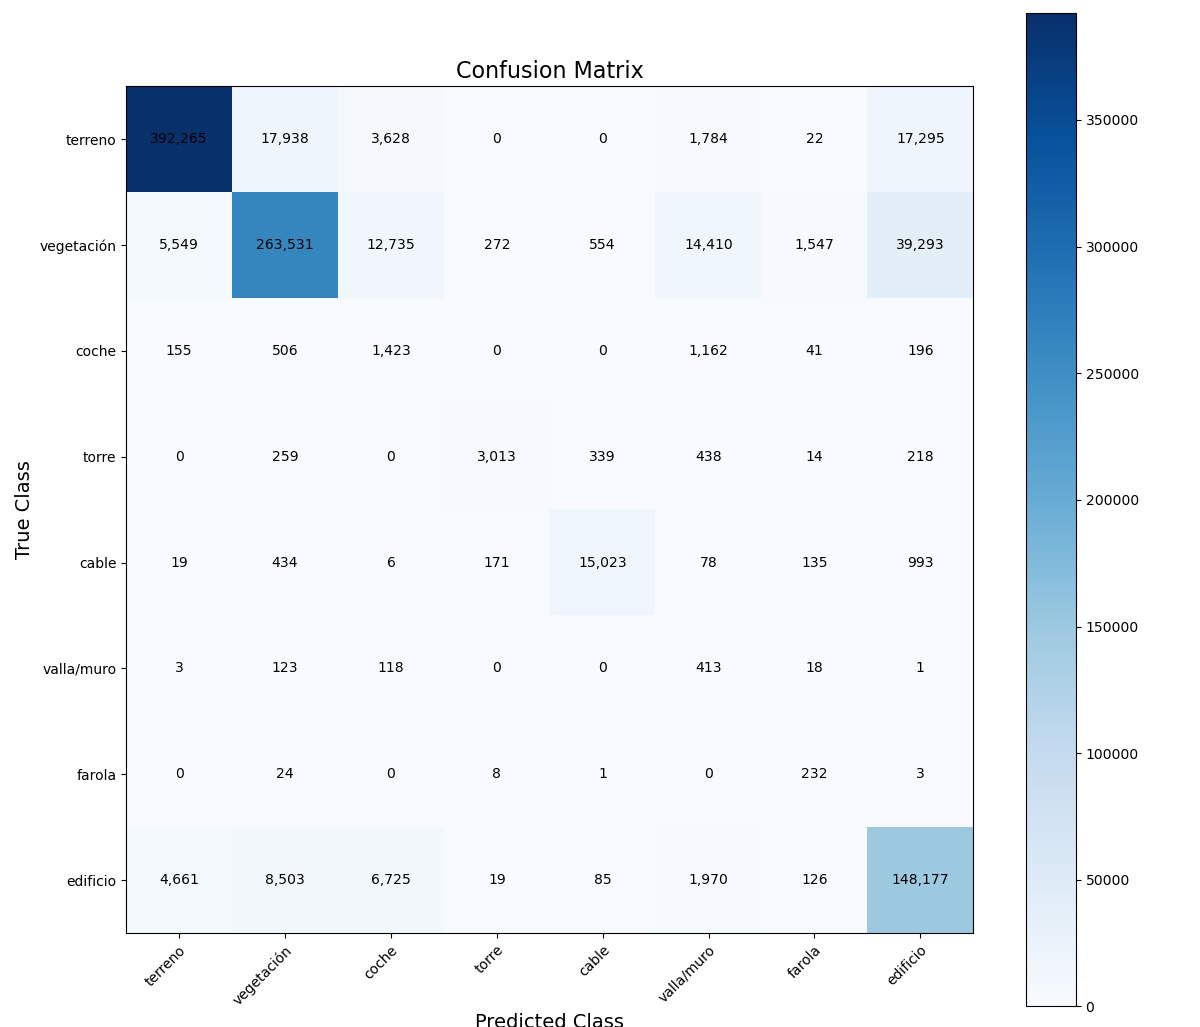 Confusion Matrix
True Class
terreno 392,265 17,938 3,628 0 0 1,784 22 17,295
vegetación 5,549 263,531 12,735 272 554 14,410 1,547 39,293
coche 155 506 1,423 0 0 1,162 41 196
torre 0 259 0 3,013 339 438 14 218
cable 19 434 6 171 15,023 78 135 993
valla/muro 3 123 118 0 0 413 18 1
farola 0 24 0 8 1 0 232 3
edificio 4,661 8,503 6,725 19 85 1,970 126 148,177
terreno vegetación coche torre cable valla/muro farola edificio
Predicted Class
350000
300000
250000
200000
150000
100000
50000
0